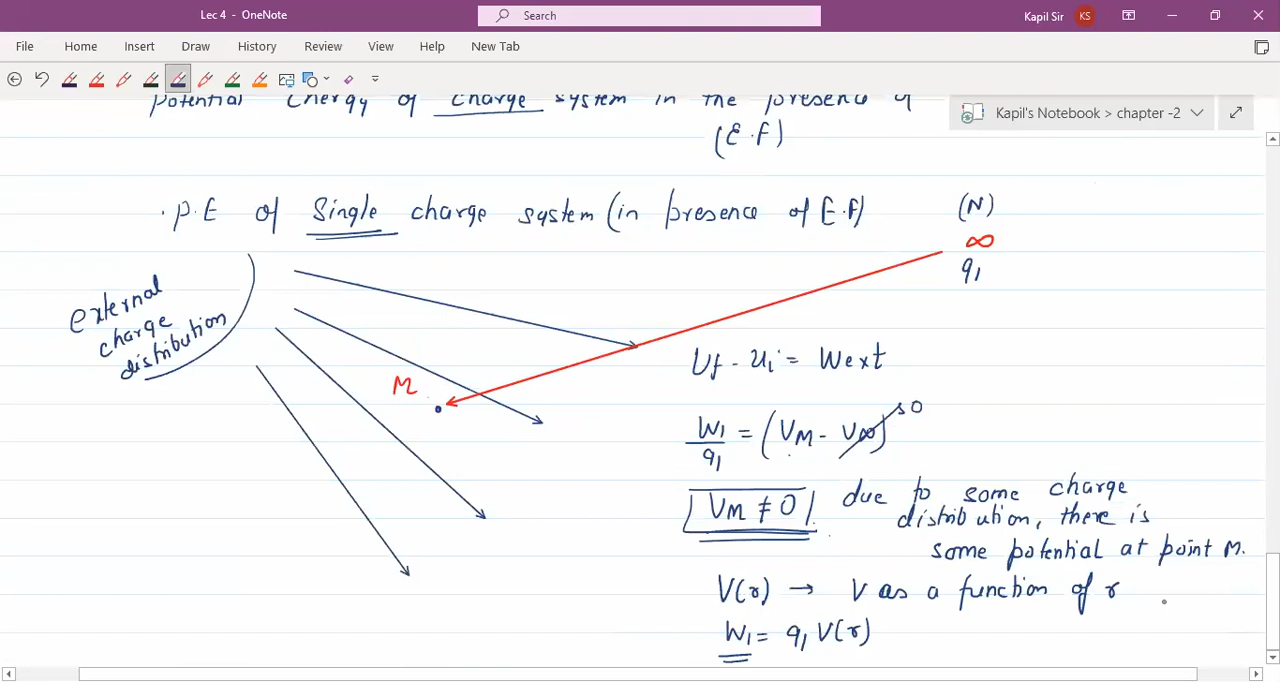 Lec 4 - OneNote
Search
Kapil Sir KS
File Home Insert Draw History Review View Help New Tab
Potential Energy of charge system in the presence of
(E.F)
Kapil's Notebook > chapter -2
. P.E of Single charge system (in presence of E.F)
(N)
∞
q1
external
charge
distribution
M
Uf - Ui = Wext
W1/q1 = (VM - V∞) 0
VM ≠ 0
due to some charge
distribution, there is
some potential at point M.
V(r) → V as a function of r
W1 = q1 V(r)